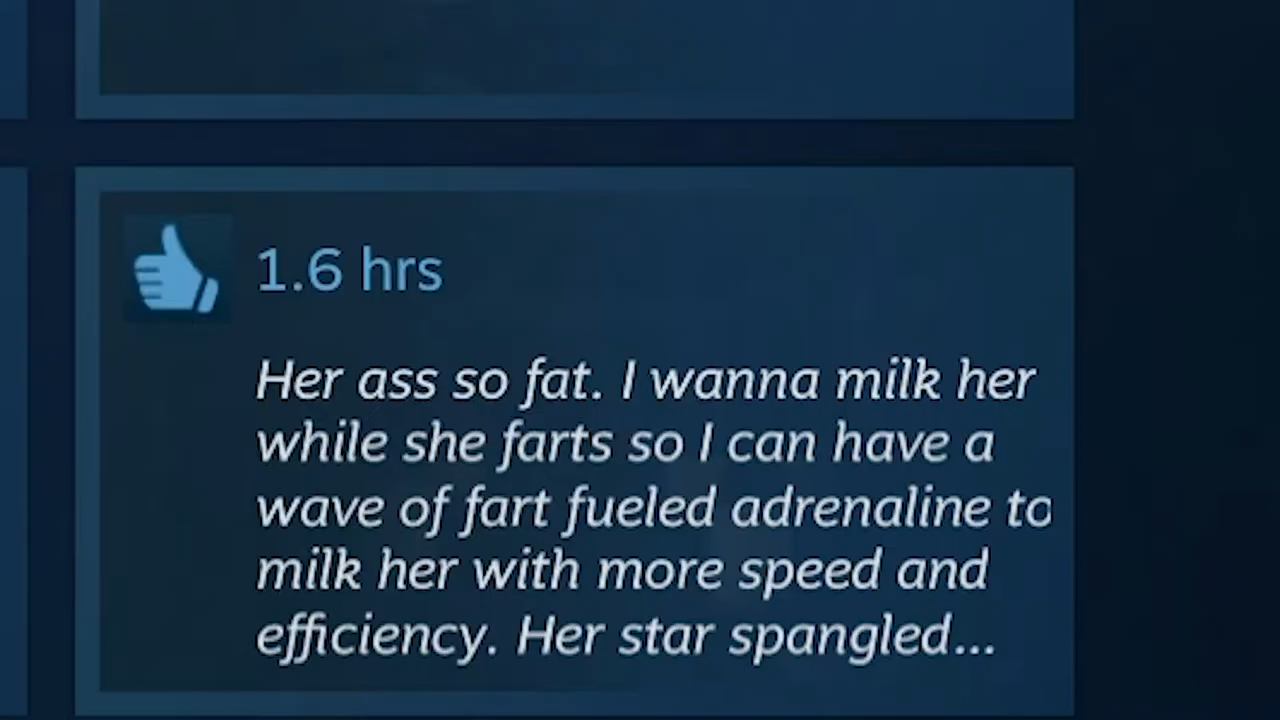 1.6 hrs
Her ass so fat. I wanna milk her
while she farts so I can have a
wave of fart fueled adrenaline to
milk her with more speed and
efficiency. Her star spangled...